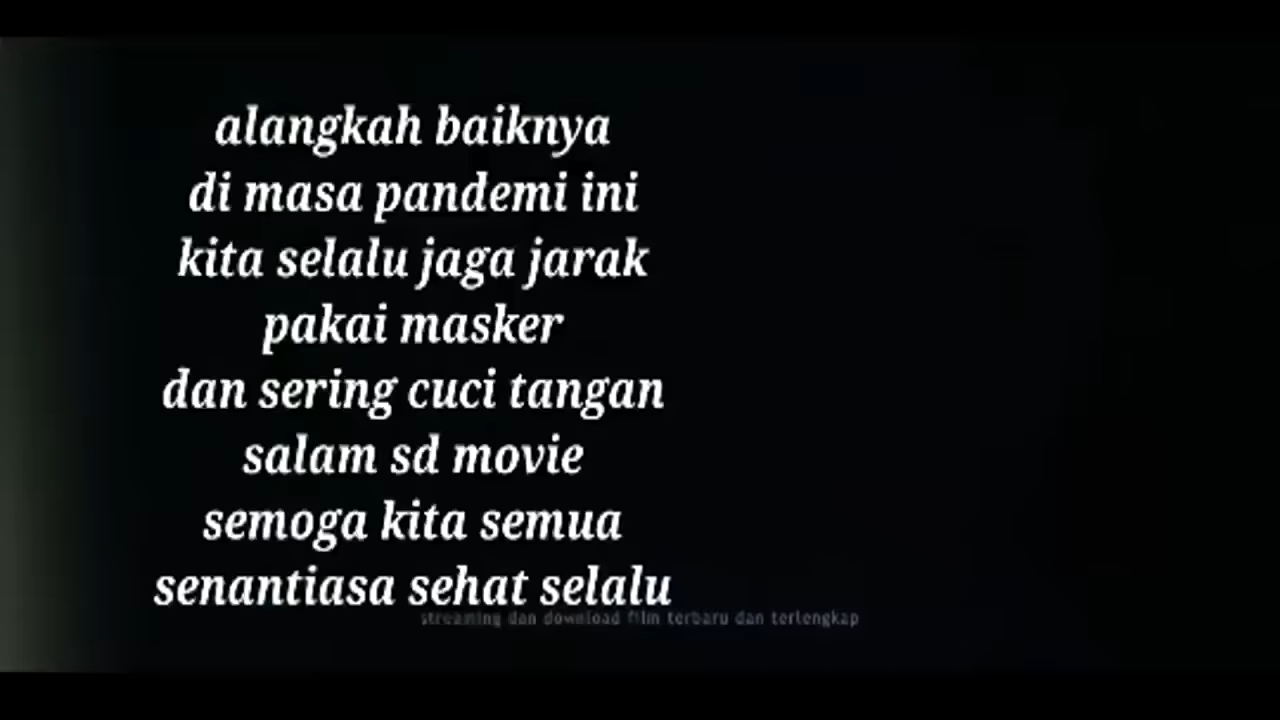 alangkah baiknya
di masa pandemi ini
kita selalu jaga jarak
pakai masker
dan sering cuci tangan
salam sd movie
semoga kita semua
senantiasa sehat selalu
streaming dan download film terbaru dan terlengkap